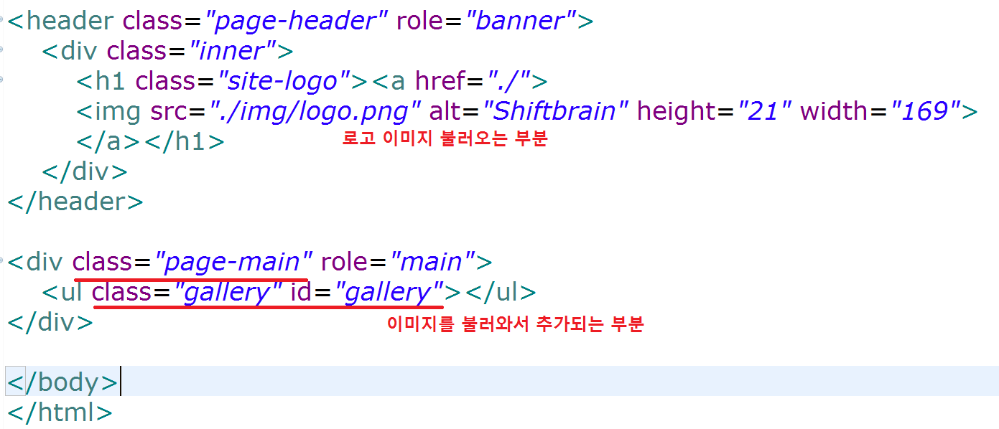 <header class="page-header" role="banner">
<div class="inner">
<h1 class="site-logo"><a href="./">
<img src="./img/logo.png" alt="Shiftbrain" height="21" width="169">
</a></h1>
로고 이미지 불러오는 부분
</div>
</header>
<div class="page-main" role="main">
<ul class="gallery" id="gallery"></ul>
</div>
이미지를 불러와서 추가되는 부분
</body>
</html>